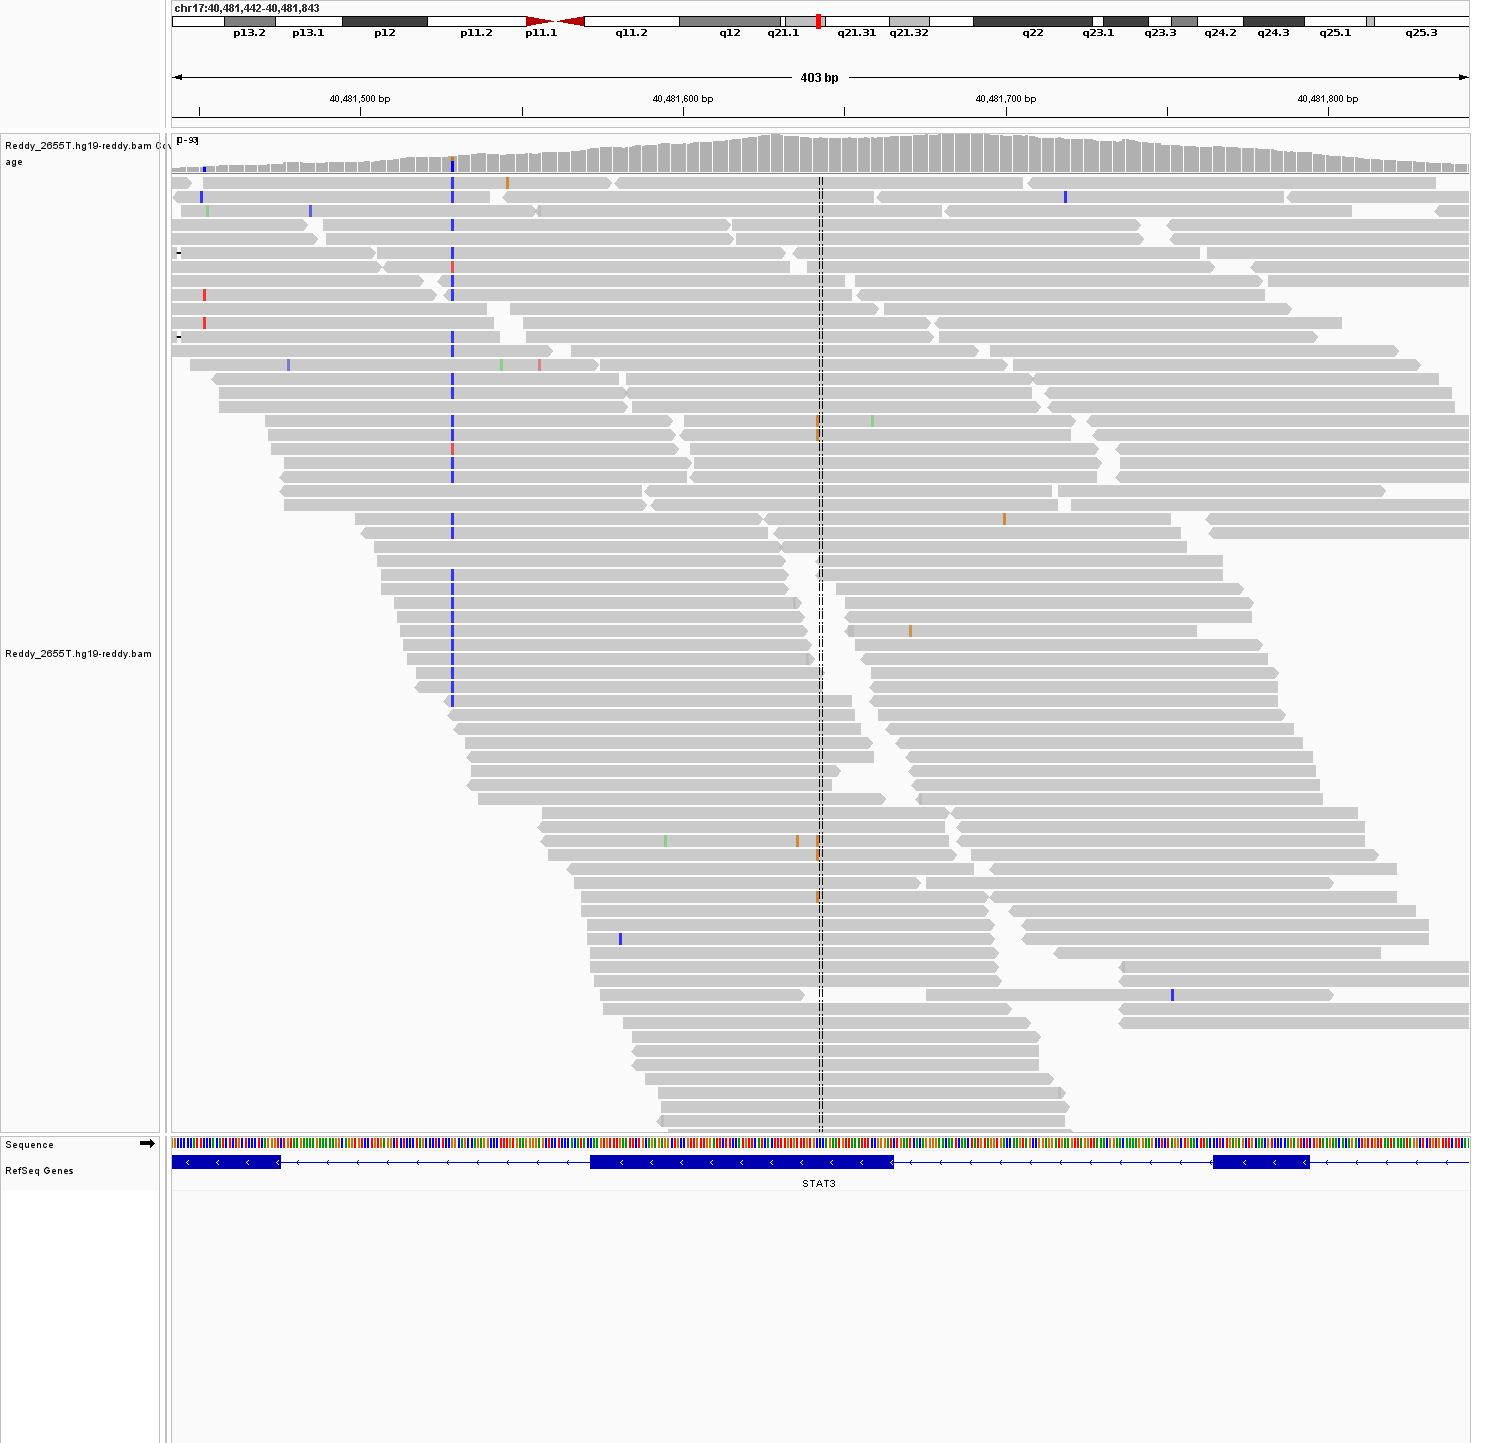 chr17:40,481,442-40,481,843
p13.2 p13.1 p12 p11.2 p11.1 q11.2 q12 q21.1 q21.31 q21.32 q22 q23.1 q23.3 q24.2 q24.3 q25.1 q25.3
403 bp
40,481,500 bp 40,481,600 bp 40,481,700 bp 40,481,800 bp
Reddy_2655T.hg19-reddy.bam Cov
age
[0 - 93]
Reddy_2655T.hg19-reddy.bam
Sequence
RefSeq Genes
STAT3